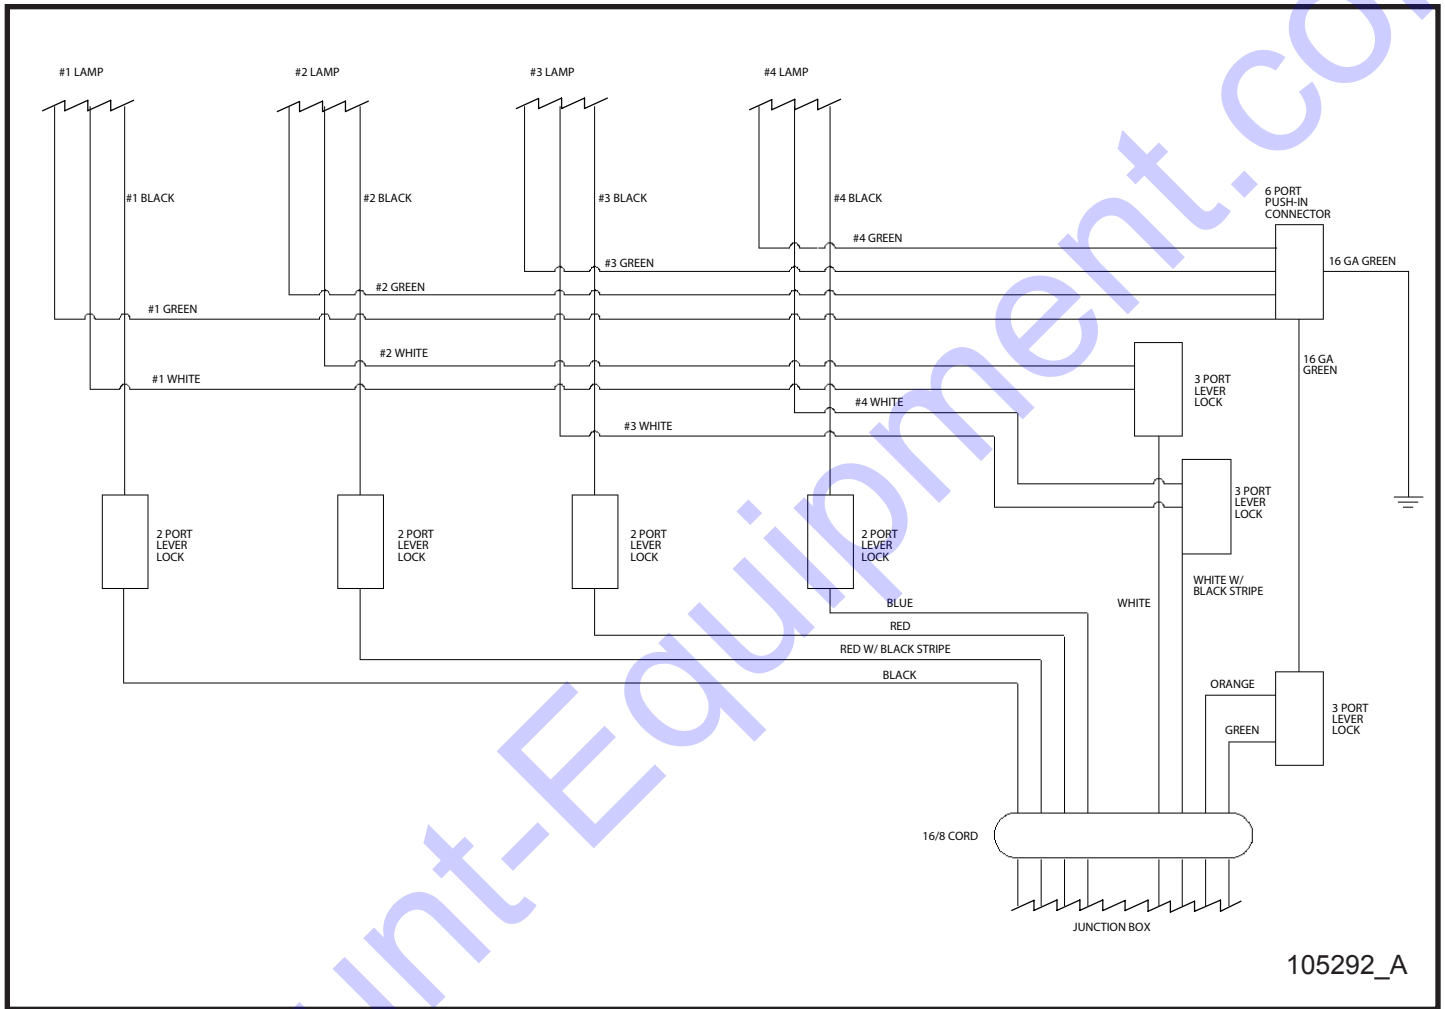 #1 LAMP
#2 LAMP
#3 LAMP
#4 LAMP
#1 BLACK
#2 BLACK
#3 BLACK
#4 BLACK
6 PORT
PUSH-IN
CONNECTOR
#4 GREEN
16 GA GREEN
#3 GREEN
#2 GREEN
#1 GREEN
#2 WHITE
16 GA
GREEN
#1 WHITE
3 PORT
LEVER
LOCK
#4 WHITE
#3 WHITE
3 PORT
LEVER
LOCK
2 PORT
LEVER
LOCK
2 PORT
LEVER
LOCK
2 PORT
LEVER
LOCK
2 PORT
LEVER
LOCK
WHITE W/
BLACK STRIPE
BLUE
WHITE
RED
RED W/ BLACK STRIPE
BLACK
ORANGE
3 PORT
LEVER
LOCK
GREEN
16/8 CORD
JUNCTION BOX
105292_A
unt-Equipment.co